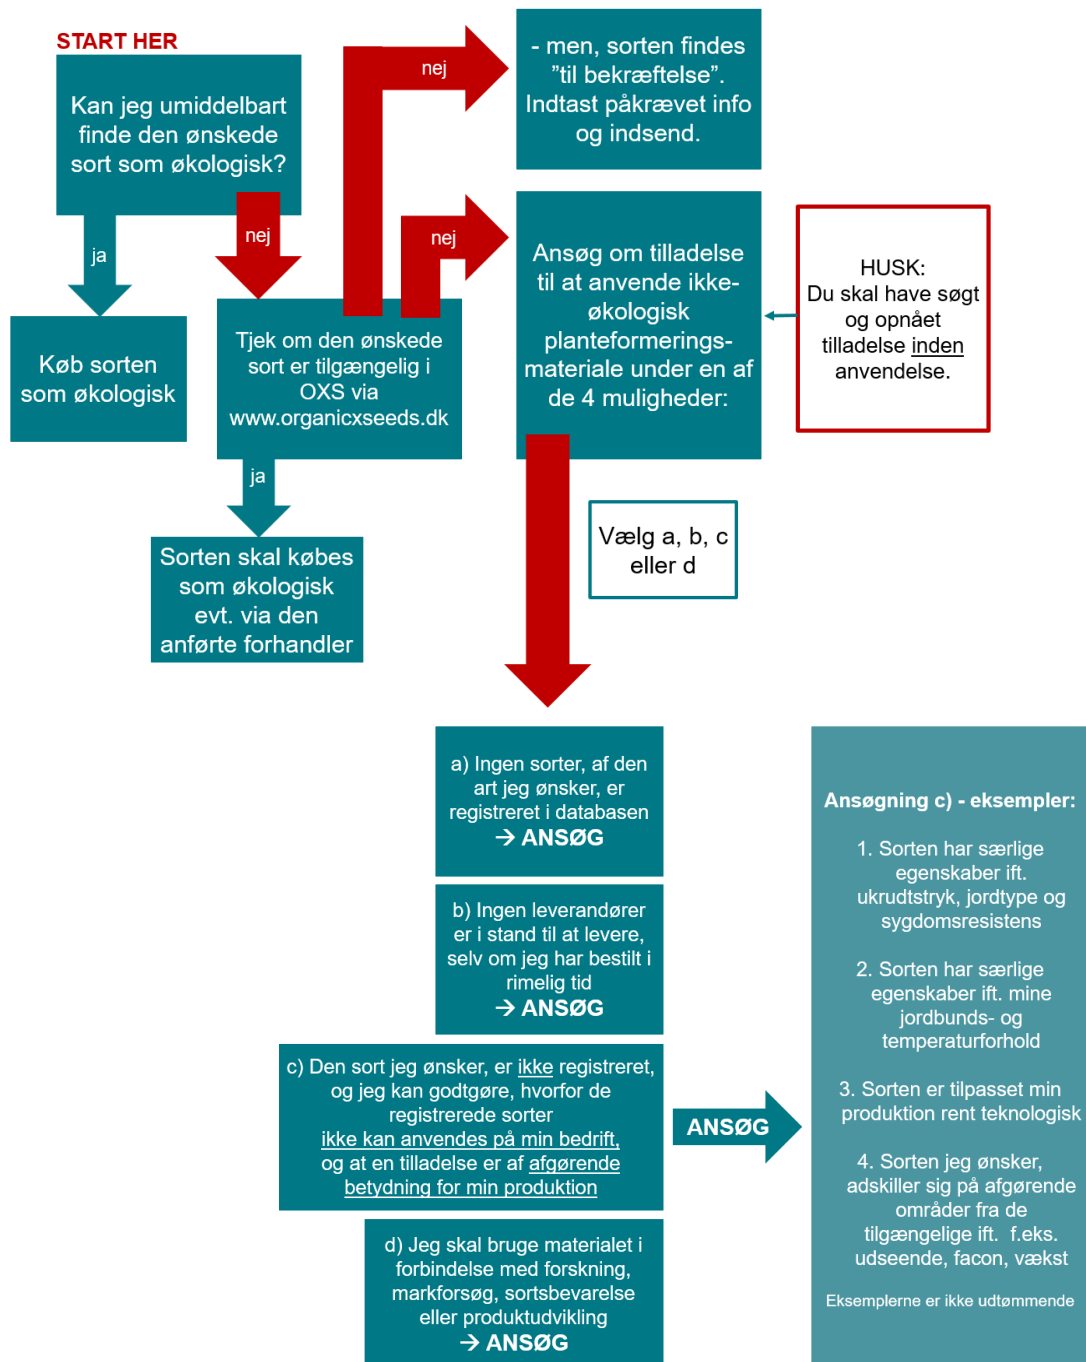 START HER
Kan jeg umiddelbart
finde den ønskede
sort som økologisk?
ja
nej
Køb sorten
som økologisk
Tjek om den ønskede
sort er tilgængelig i
OXS via
www.organicxseeds.dk
ja
Sorten skal købes
som økologisk
evt. via den
anførte forhandler
nej
- men, sorten findes
”til bekræftelse”.
Indtast påkrævet info
og indsend.
nej
Ansøg om tilladelse
til at anvende ikke-
økologisk
planteformerings-
materiale under en af
de 4 muligheder:
HUSK:
Du skal have søgt
og opnået
tilladelse inden
anvendelse.
Vælg a, b, c
eller d
a) Ingen sorter, af den
art jeg ønsker, er
registreret i databasen
→ ANSØG
b) Ingen leverandører
er i stand til at levere,
selv om jeg har bestilt i
rimelig tid
→ ANSØG
c) Den sort jeg ønsker, er ikke registreret,
og jeg kan godtgøre, hvorfor de
registrerede sorter
ikke kan anvendes på min bedrift,
og at en tilladelse er af afgørende
betydning for min produktion
ANSØG
d) Jeg skal bruge materialet i
forbindelse med forskning,
markforsøg, sortsbevarelse
eller produktudvikling
→ ANSØG
Ansøgning c) - eksempler:
1. Sorten har særlige
egenskaber ift.
ukrudtstryk, jordtype og
sygdomsresistens
2. Sorten har særlige
egenskaber ift. mine
jordbunds- og
temperaturforhold
3. Sorten er tilpasset min
produktion rent teknologisk
4. Sorten jeg ønsker,
adskiller sig på afgørende
områder fra de
tilgængelige ift. f.eks.
udseende, facon, vækst
Eksemplerne er ikke udtømmende